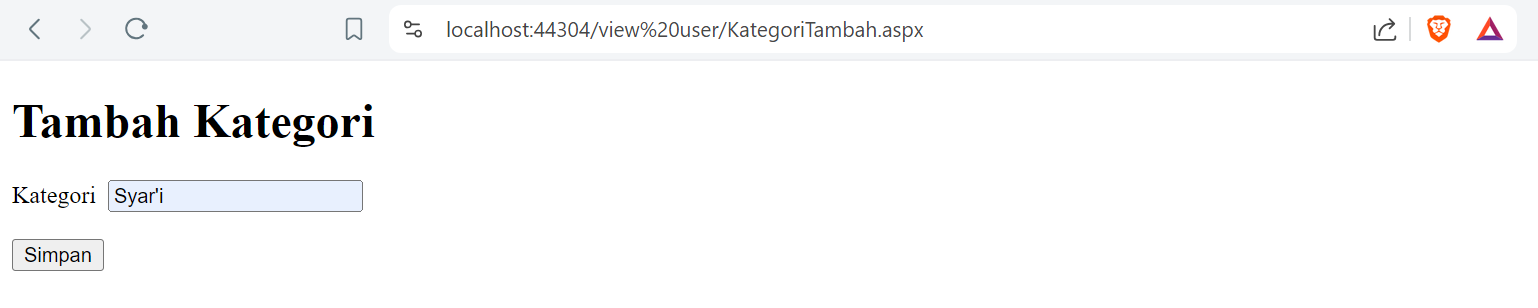 localhost:44304/view%20user/KategoriTambah.aspx
Tambah Kategori
Kategori Syar'i
Simpan